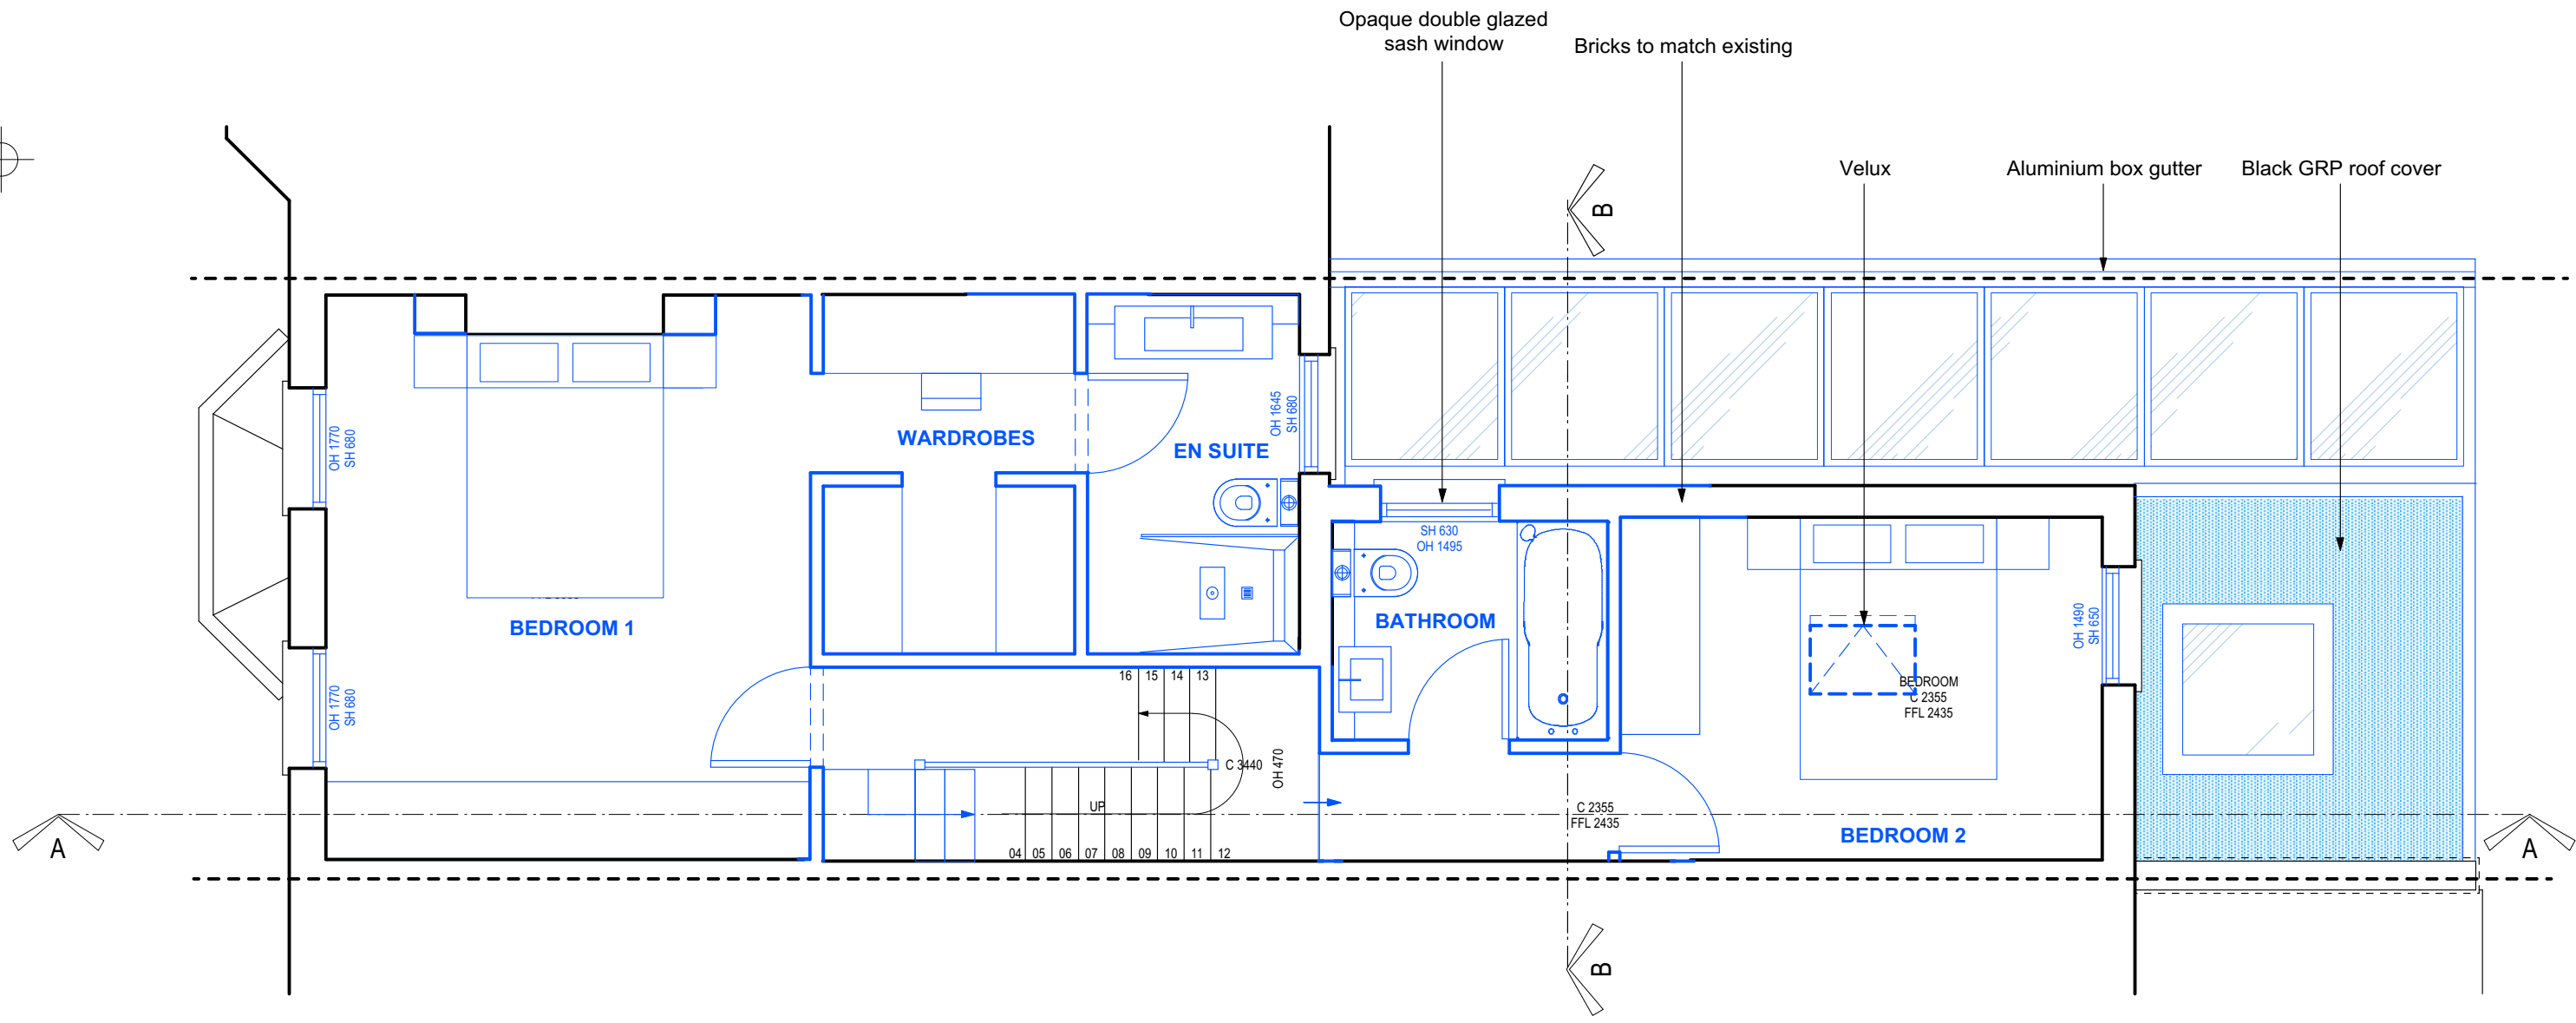 Opaque double glazed
sash window
Bricks to match existing
Velux
Aluminium box gutter
Black GRP roof cover
B
OH 1770
SH 680
WARDROBES
EN SUITE
OH 1645
SH 680
SH 630
OH 1495
BEDROOM 1
BATHROOM
OH 1490
SH 650
OH 1770
SH 680
16 15 14 13
BEDROOM
C 2355
FFL 2435
C 3440
OH 470
UP
C 2355
FFL 2435
BEDROOM 2
04 05 06 07 08 09 10 11 12
A
A
B